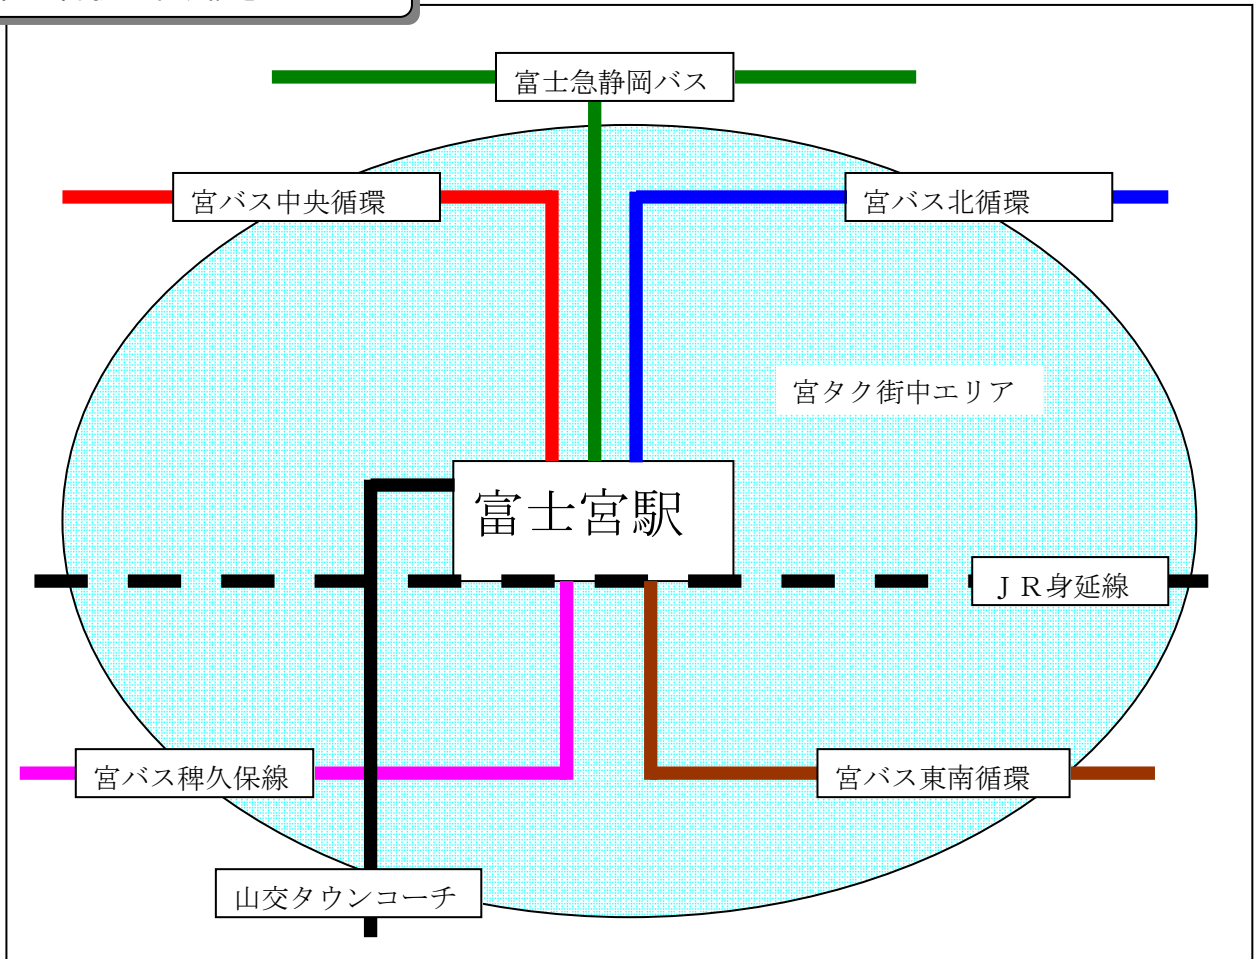 富士急静岡バス
宮バス中央循環
宮バス北循環
宮タク街中エリア
富士宮駅
ＪＲ身延線
宮バス稗久保線
宮バス東南循環
山交タウンコーチ